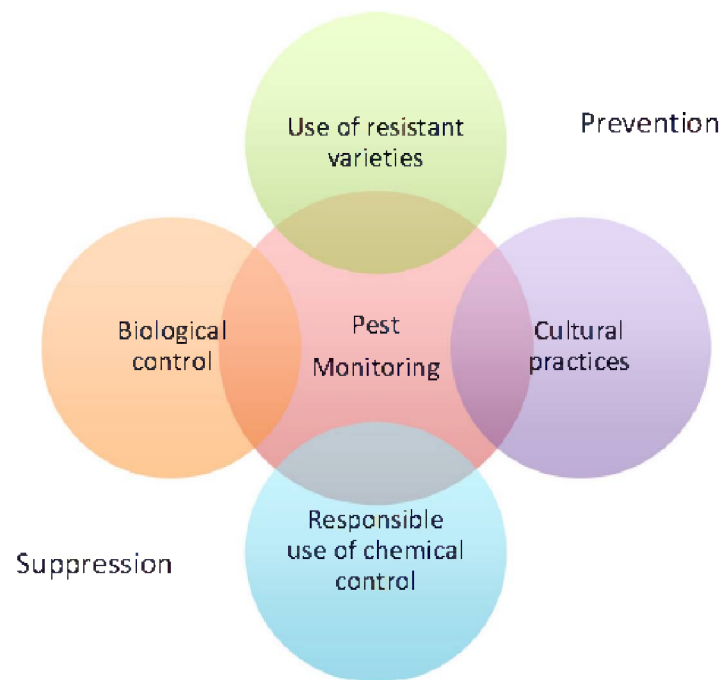 Use of resistant
varieties
Prevention
Biological
control
Pest
Monitoring
Cultural
practices
Responsible
use of chemical
control
Suppression